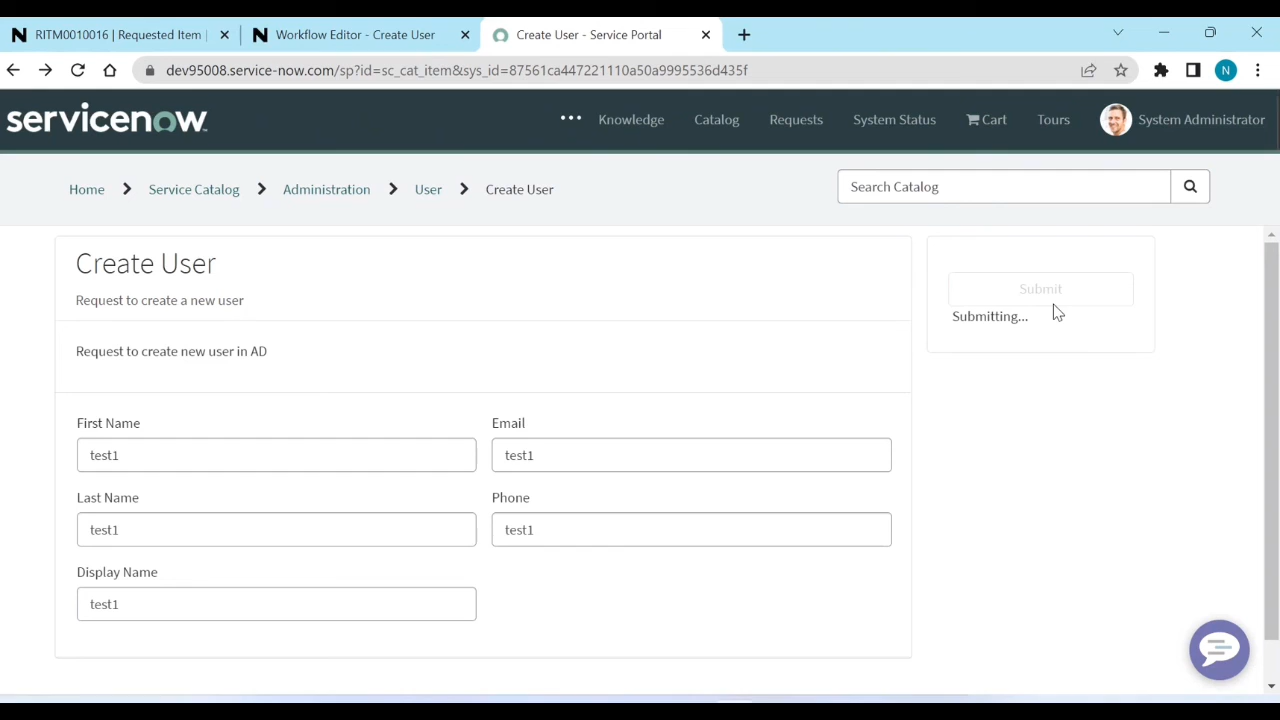 RITM0010016 | Requested Item |
Workflow Editor - Create User
Create User - Service Portal
dev95008.service-now.com/sp?id=sc_cat_item&sys_id=87561ca447221110a50a9995536d435f
N
servicenow
Knowledge
Catalog
Requests
System Status
Cart
Tours
System Administrator
Home
Service Catalog
Administration
User
Create User
Search Catalog
Create User
Request to create a new user
Request to create new user in AD
Submit
Submitting...
First Name
test1
Email
test1
Last Name
test1
Phone
test1
Display Name
test1